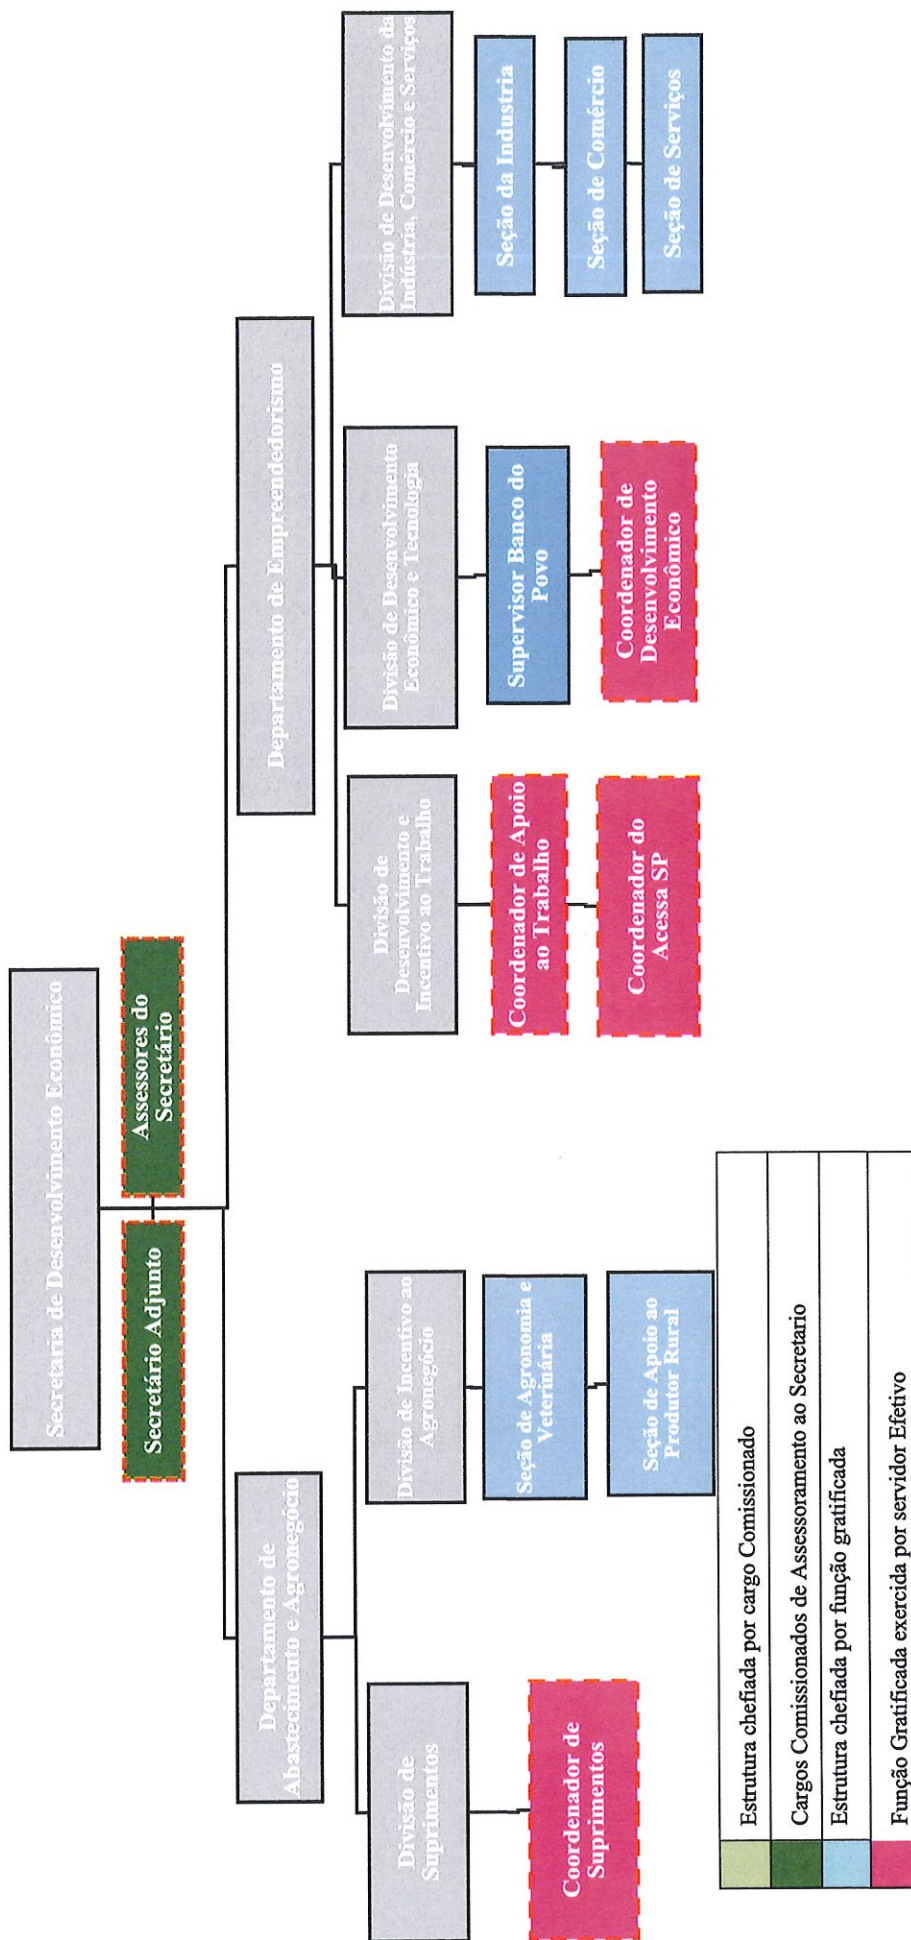 Secretaria de Desenvolvimento Econômico
Secretário Adjunto
Assessores do
Secretário
Departamento de
Abastecimento e Agronegócio
Departamento de Empreendedorismo
Divisão de
Suprimentos
Divisão de Incentivo ao
Agronegócio
Divisão de
Desenvolvimento e
Incentivo ao Trabalho
Divisão de Desenvolvimento
Econômico e Tecnologia
Divisão de Desenvolvimento da
Indústria, Comércio e Serviços
Coordenador de
Suprimentos
Seção de Agronomia e
Veterinária
Seção de Apoio ao
Produtor Rural
Coordenador de Apoio
ao Trabalho
Coordenador do
Acessa SP
Supervisor Banco do
Povo
Coordenador de
Desenvolvimento
Econômico
Seção da Industria
Seção de Comércio
Seção de Serviços
Estrutura chefiada por cargo Comissionado
Cargos Comissionados de Assessoramento ao Secretario
Estrutura chefiada por função gratificada
Função Gratificada exercida por servidor Efetivo